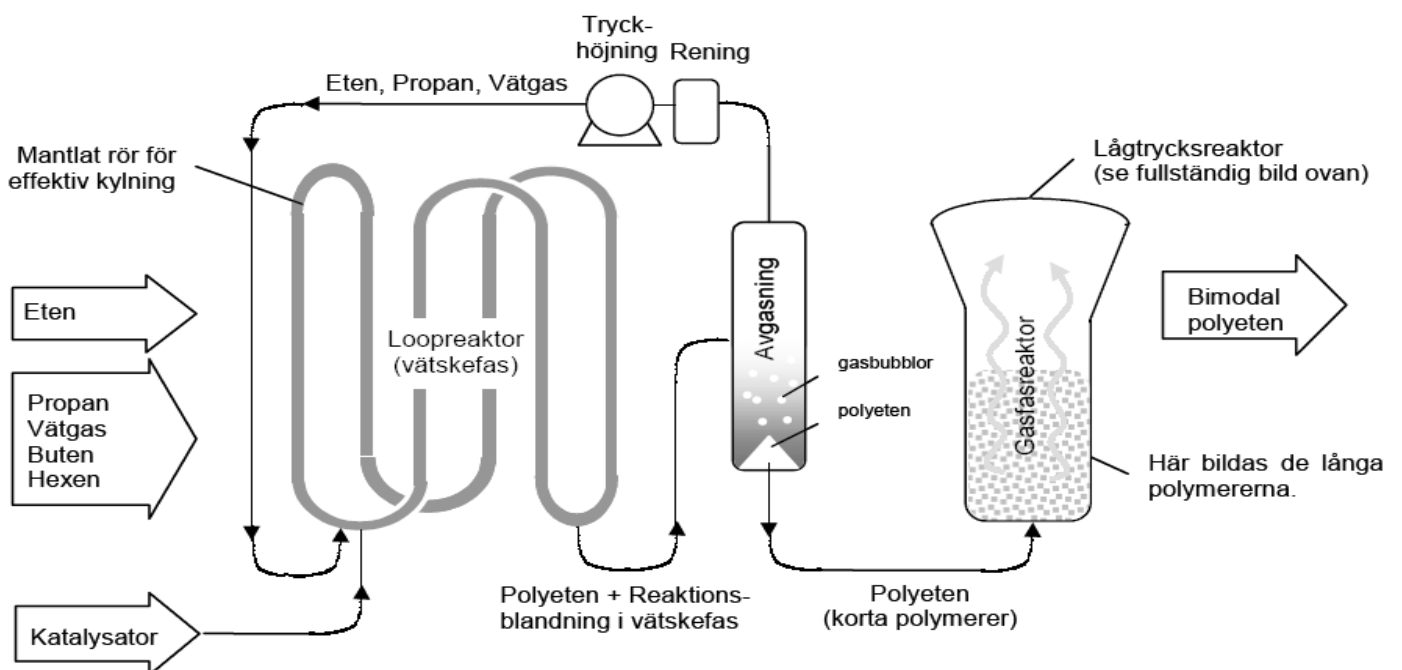 Tryck-
höjning
Rening
Eten, Propan, Vätgas
Mantlat rör för
effektiv kylning
Lågtrycksreaktor
(se fullständig bild ovan)
Eten
Propan
Vätgas
Buten
Hexen
Loopreaktor
(vätskefas)
Avgasning
gasbubblor
polyeten
Gasfasreaktor
Bimodal
polyeten
Här bildas de långa
polymererna.
Polyeten + Reaktions-
blandning i vätskefas
Polyeten
(korta polymerer)
Katalysator